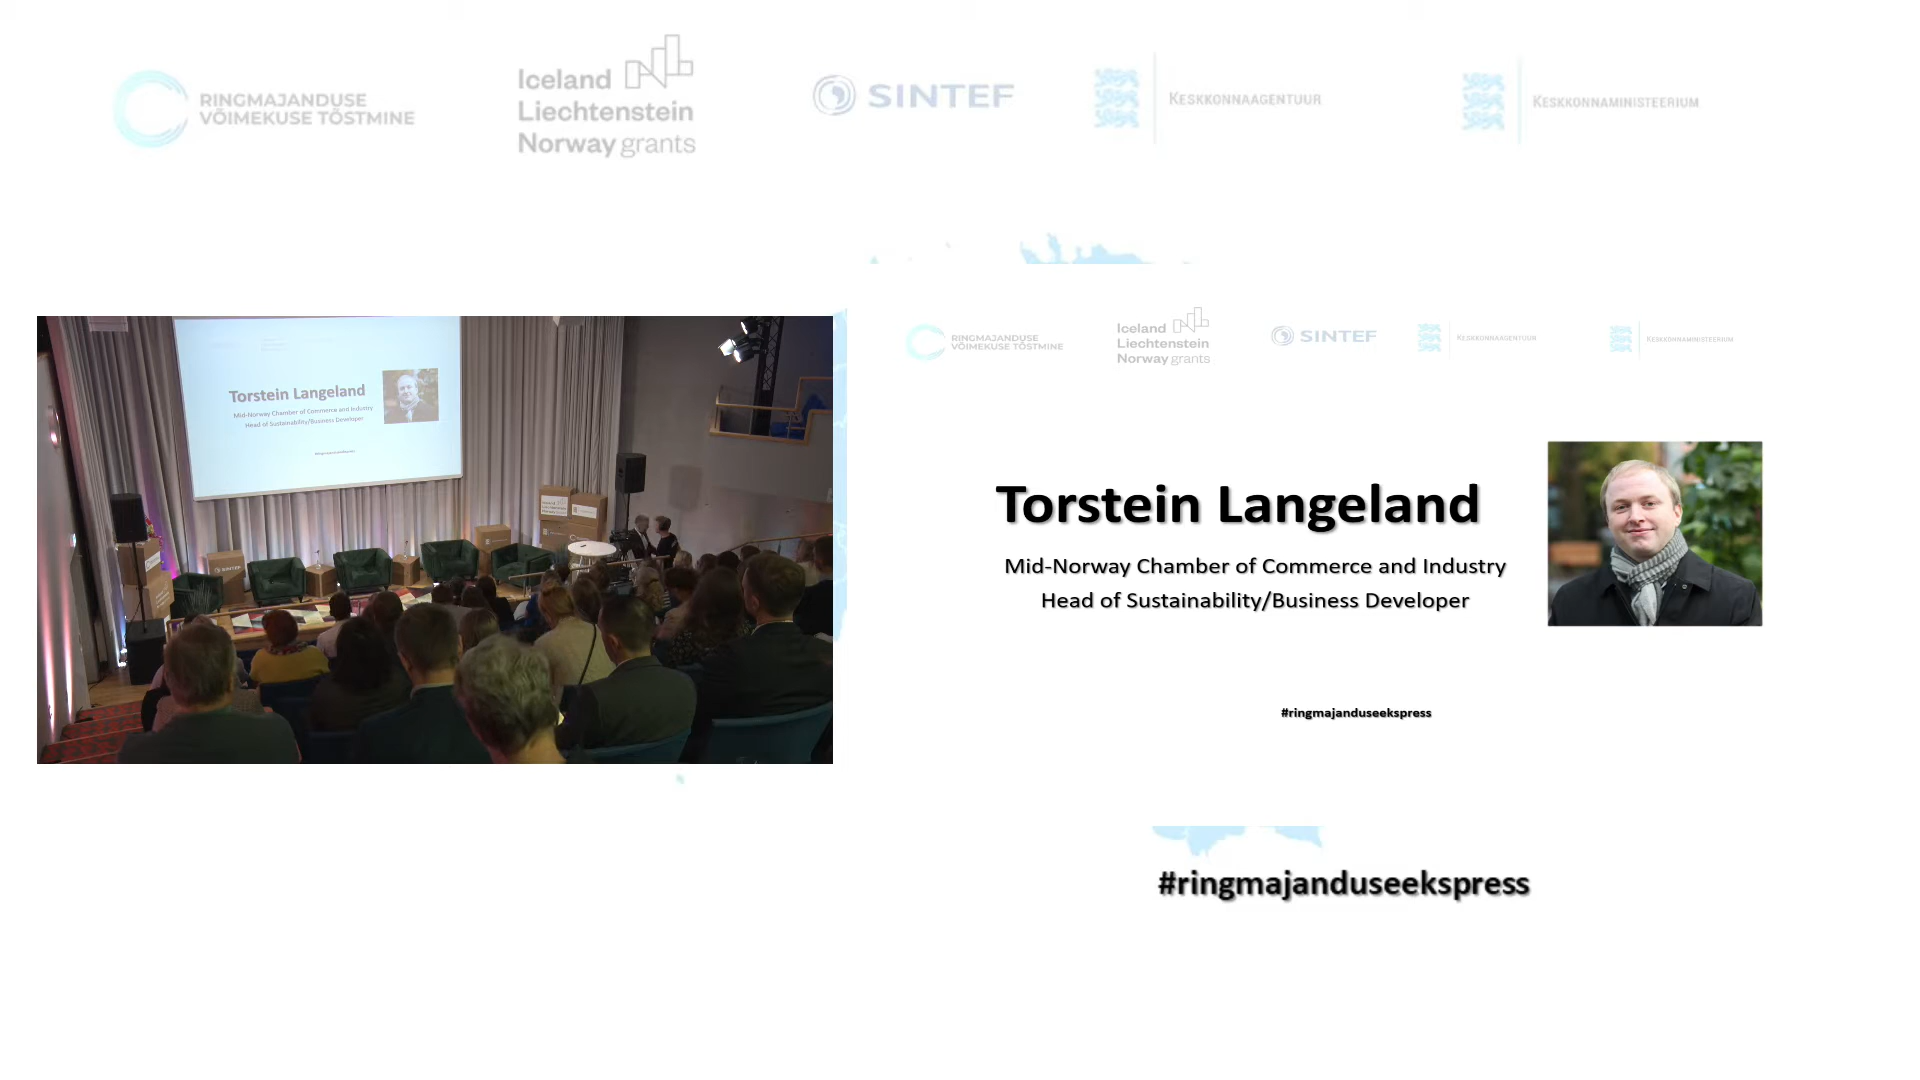 RINGMAJANDUSE
VÕIMEKUSE TÕSTMINE
Iceland
Liechtenstein
Norway grants
SINTEF
KESKKONNAAGENTUUR
KESKKONNAMINISTEERIUM
Torstein Langeland
Mid-Norway Chamber of Commerce and Industry
Head of Sustainability/Business Developer
SINTEF
RINGMAJANDUSE
VÕIMEKUSE TÕSTMINE
Iceland
Liechtenstein
Norway grants
SINTEF
KESKKONNAAGENTUUR
KESKKONNAMINISTEERIUM
Torstein Langeland
Mid-Norway Chamber of Commerce and Industry
Head of Sustainability/Business Developer
#ringmajanduseekspress
#ringmajanduseekspress